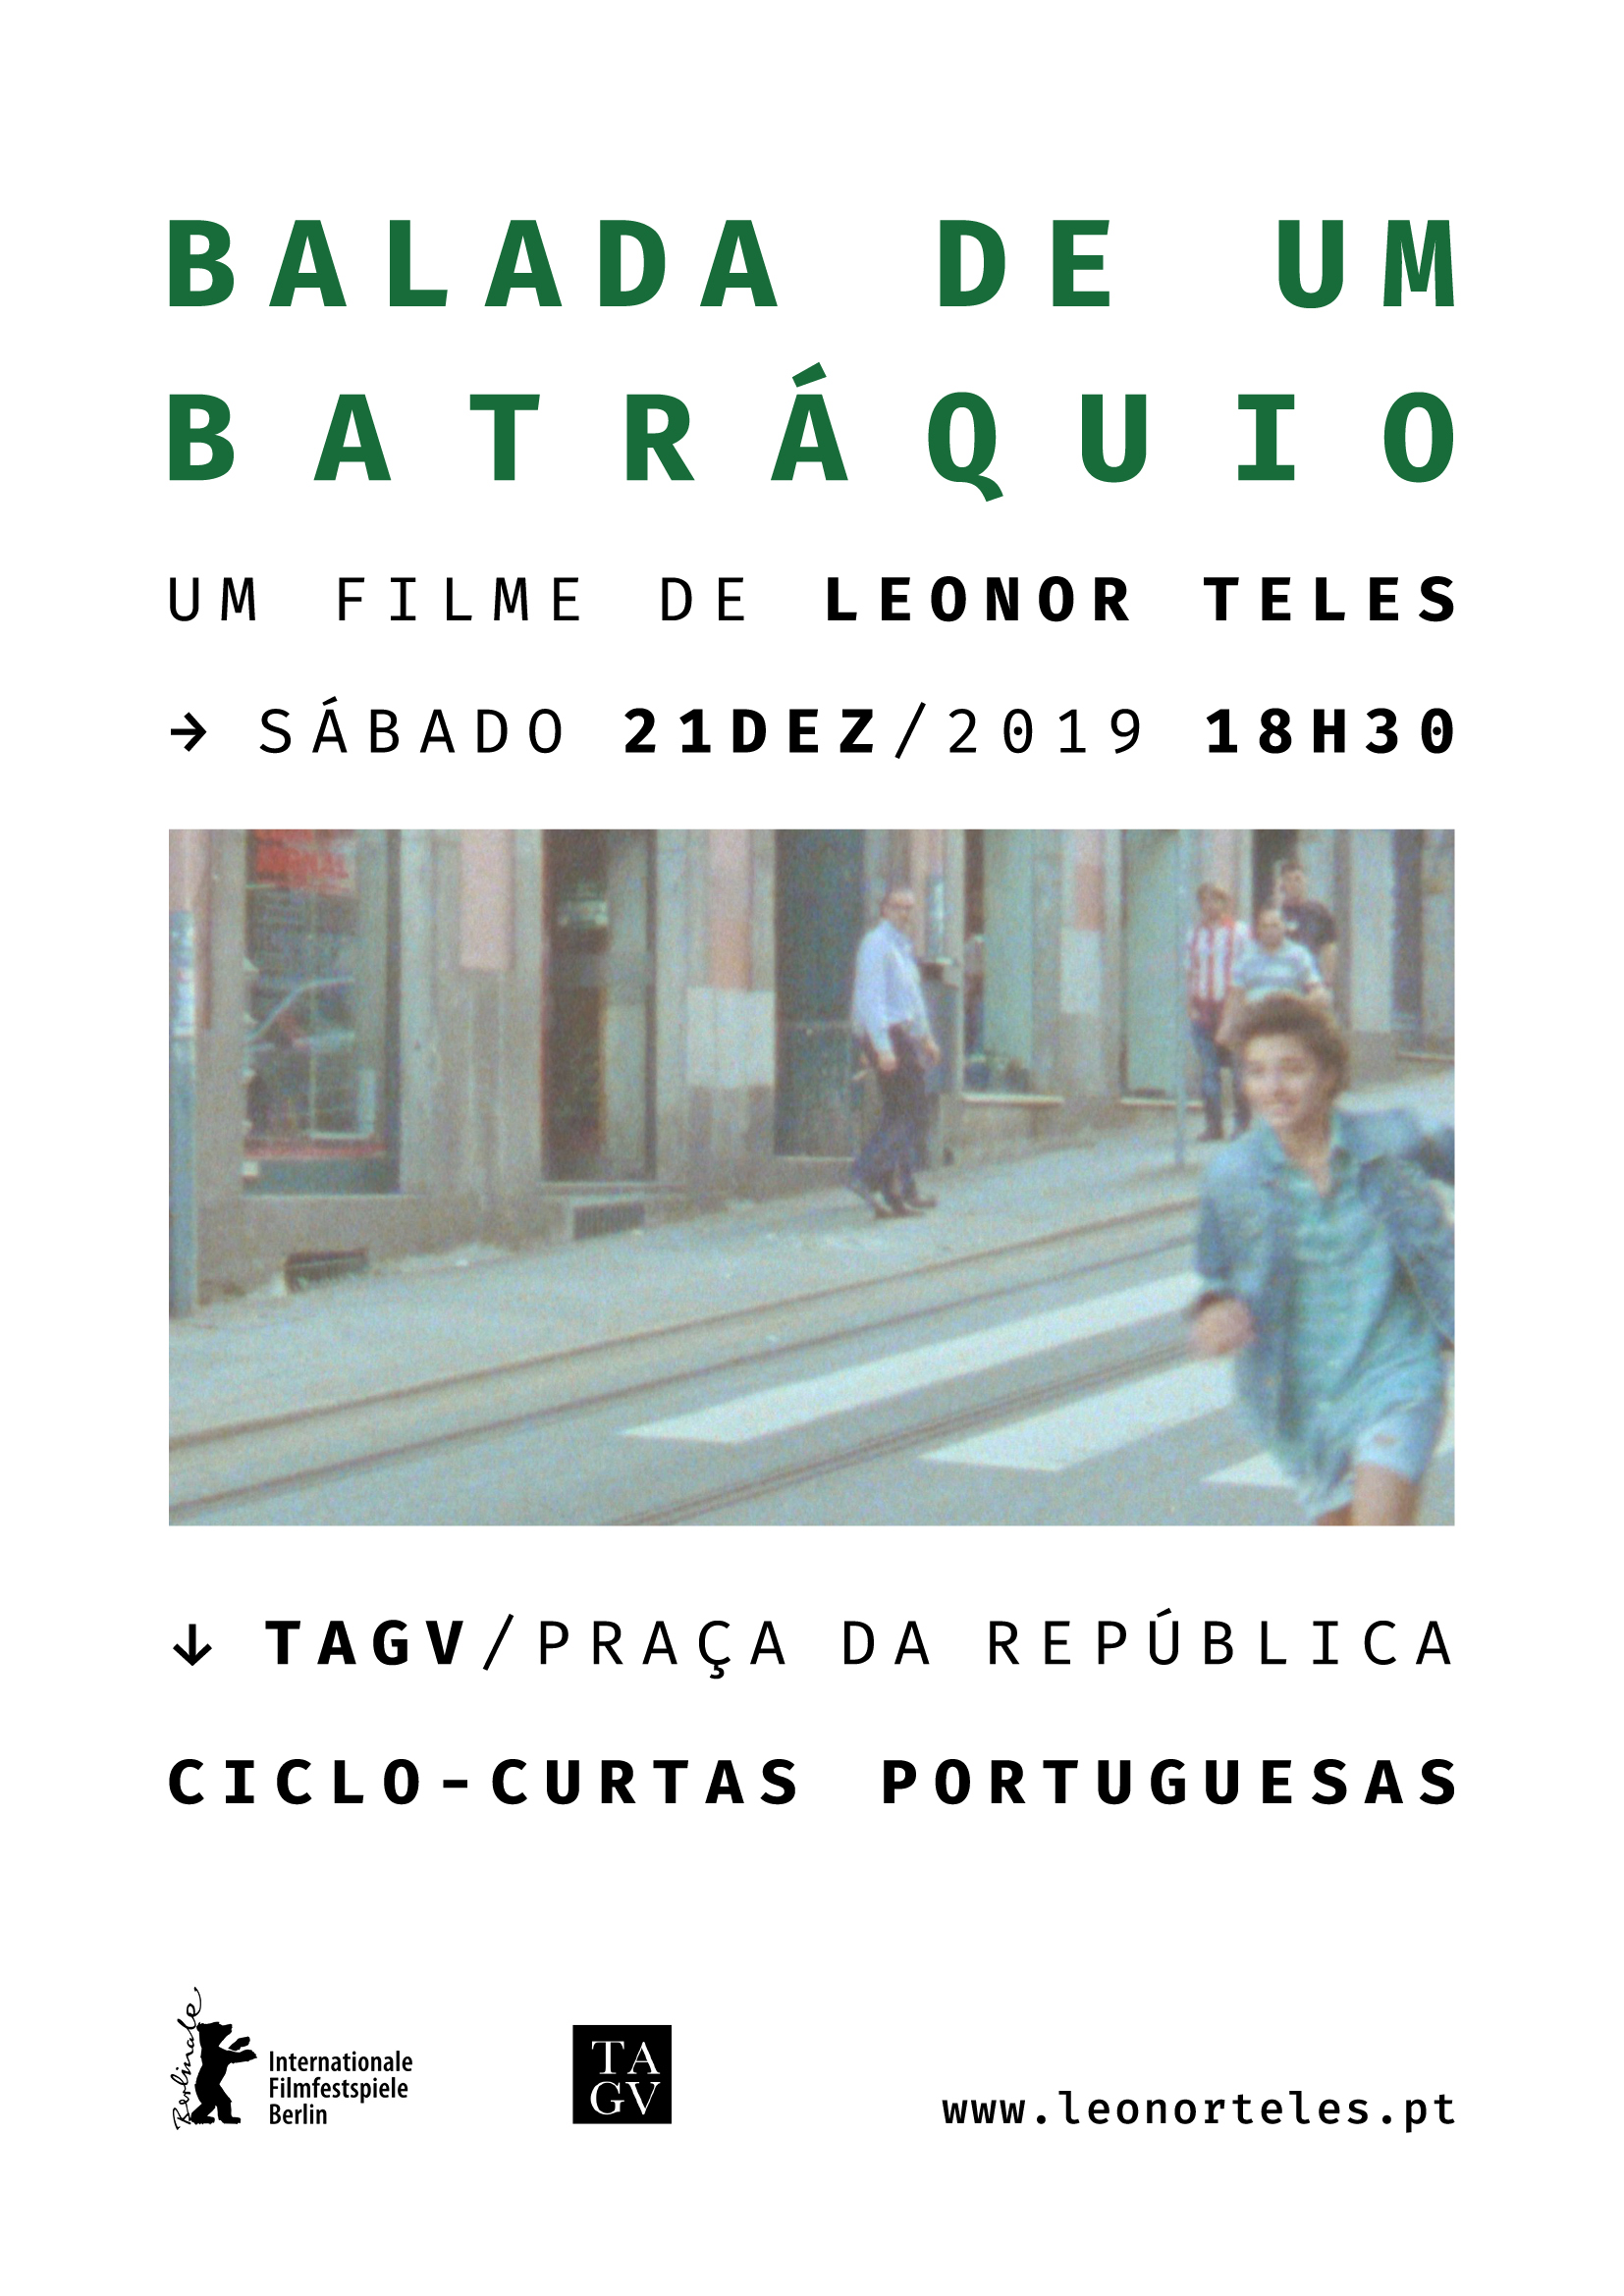 BALADA DE UM
BATRÁQUIO
UM FILME DE LEONOR TELES
→ SÁBADO 21DEZ/2019 18H30
↓ TAGV/PRAÇA DA REPÚBLICA
CICLO-CURTAS PORTUGUESAS
Berlinale
Internationale
Filmfestspiele
Berlin
TA
GV
www.leonorteles.pt